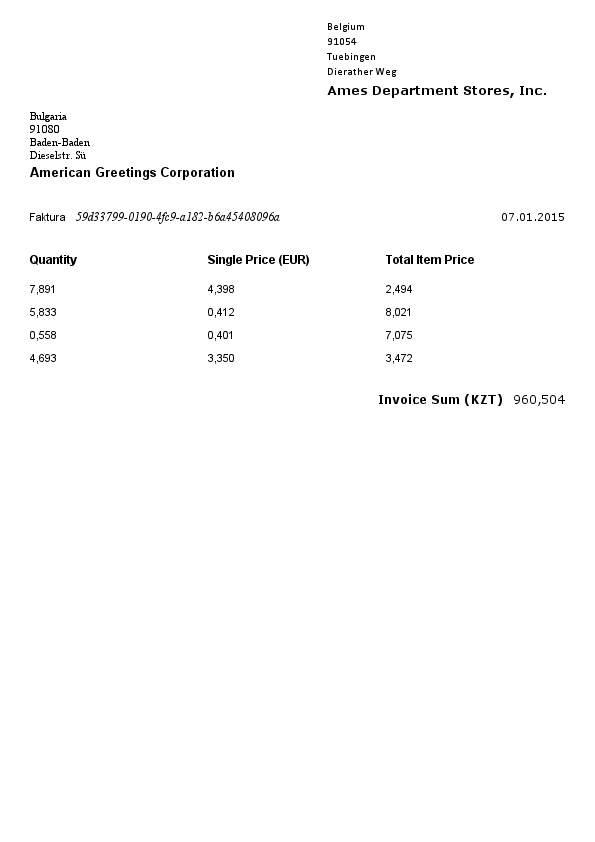 Belgium
91054
Tuebingen
Dierather Weg
Ames Department Stores, Inc.
Bulgaria
91080
Baden-Baden
Dieselstr. Sü
American Greetings Corporation
Faktura 59d33799-0190-4fc9-a182-b6a45408096a 07.01.2015
Quantity Single Price (EUR) Total Item Price
7,891 4,398 2,494
5,833 0,412 8,021
0,558 0,401 7,075
4,693 3,350 3,472
Invoice Sum (KZT) 960,504